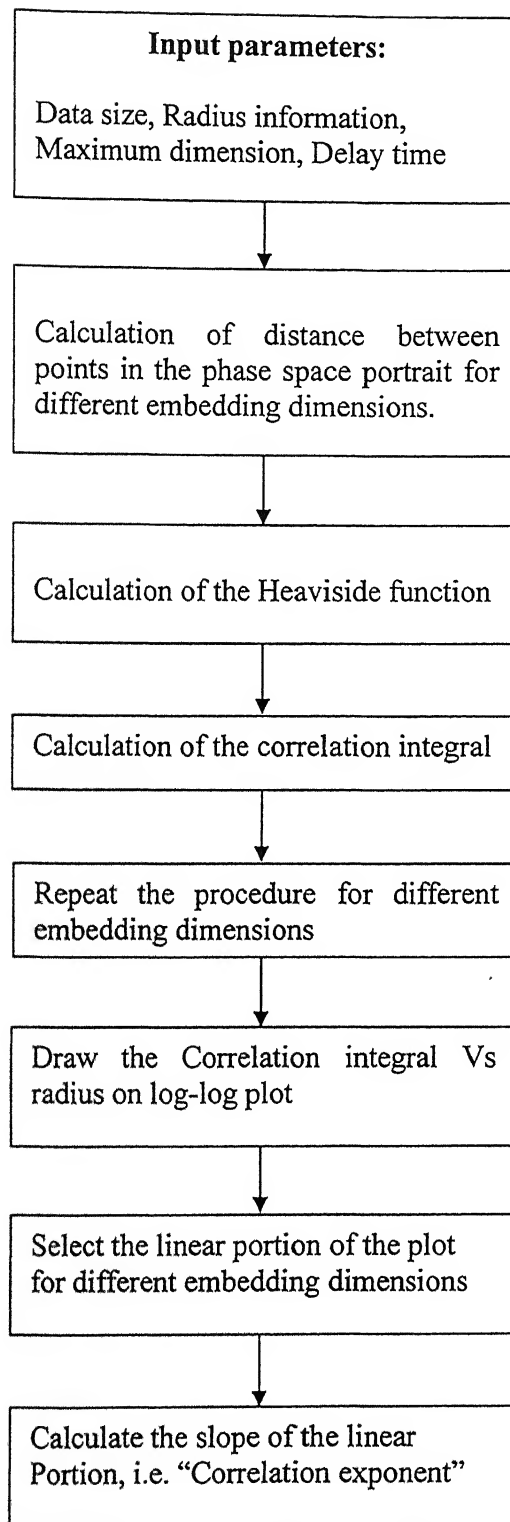 Input parameters:
Data size, Radius information,
Maximum dimension, Delay time
Calculation of distance between
points in the phase space portrait for
different embedding dimensions.
Calculation of the Heaviside function
Calculation of the correlation integral
Repeat the procedure for different
embedding dimensions
Draw the Correlation integral Vs
radius on log-log plot
Select the linear portion of the plot
for different embedding dimensions
Calculate the slope of the linear
Portion, i.e. “Correlation exponent”